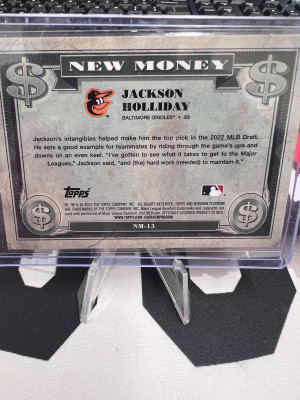 NEW MONEY
JACKSON
HOLLIDAY
BALTIMORE ORIOLES® • SS
Jackson's intangibles helped make him the top pick in the 2022 MLB Draft.
He sets a good example for teammates by riding through the game's ups and
downs on an even keel. "I've gotten to see what it takes to get to the Major
Leagues," Jackson said, "and (the) hard work (needed) to maintain it."
Topps
NM-13